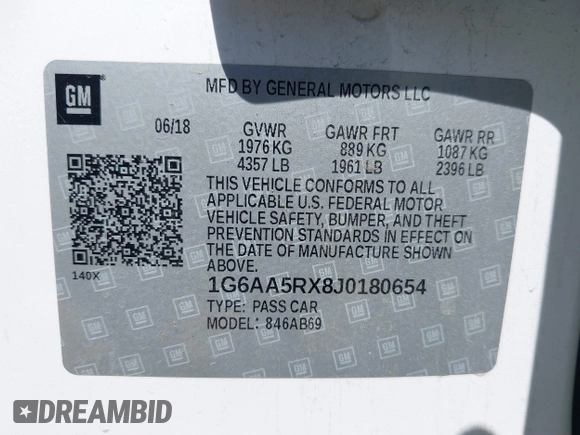 GM
MFD BY GENERAL MOTORS LLC
06/18
GVWR
1976 KG
4357 LB
GAWR FRT
889 KG
1961 LB
GAWR RR
1087 KG
2396 LB
THIS VEHICLE CONFORMS TO ALL
APPLICABLE U.S. FEDERAL MOTOR
VEHICLE SAFETY, BUMPER, AND THEFT
PREVENTION STANDARDS IN EFFECT ON
THE DATE OF MANUFACTURE SHOWN
ABOVE.
140X
1G6AA5RX8J0180654
TYPE: PASS CAR
MODEL: 846AB69
DREAMBID